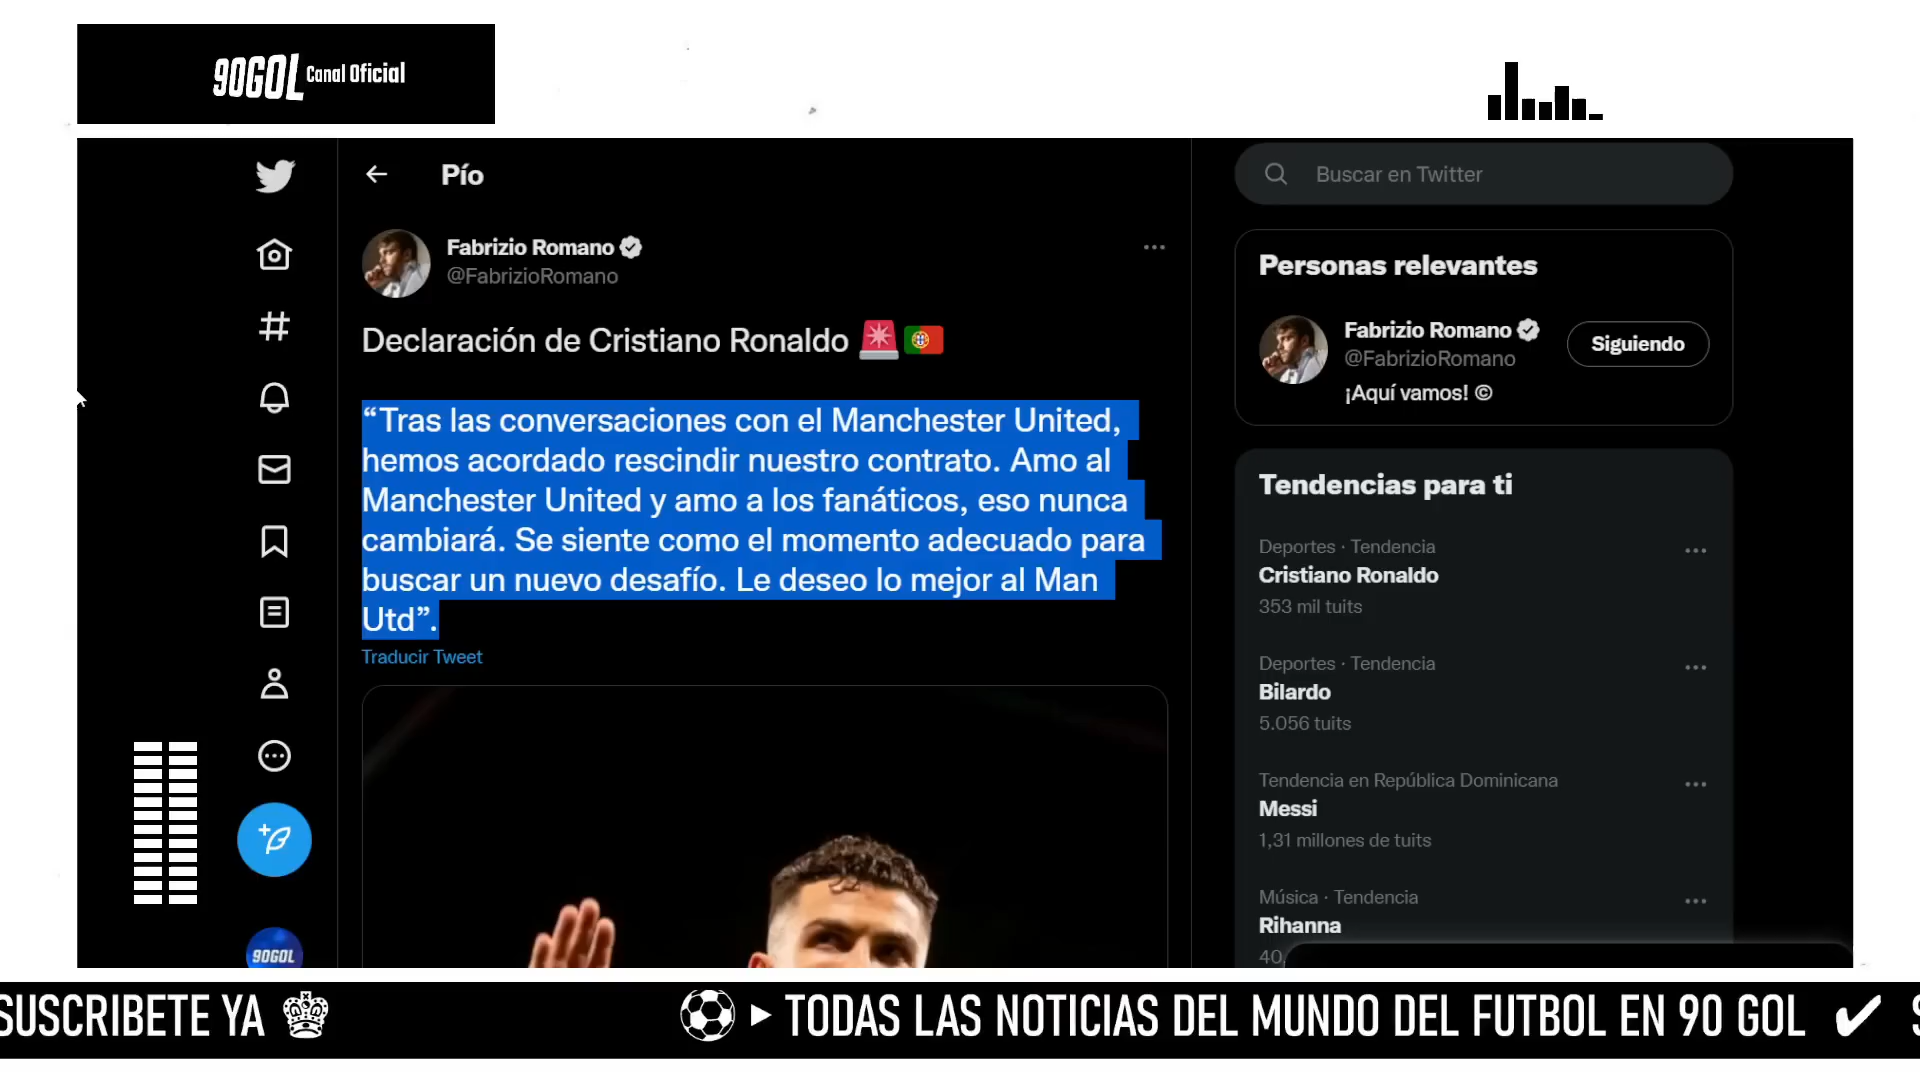 90GOL Canal Oficial
Pío
Fabrizio Romano
@FabrizioRomano
Declaración de Cristiano Ronaldo
“Tras las conversaciones con el Manchester United,
hemos acordado rescindir nuestro contrato. Amo al
Manchester United y amo a los fanáticos, eso nunca
cambiará. Se siente como el momento adecuado para
buscar un nuevo desafío. Le deseo lo mejor al Man
Utd”.
Traducir Tweet
Buscar en Twitter
Personas relevantes
Fabrizio Romano
@FabrizioRomano
Siguiendo
¡Aquí vamos! ©
Tendencias para ti
Deportes · Tendencia
Cristiano Ronaldo
353 mil tuits
Deportes · Tendencia
Bilardo
5.056 tuits
Tendencia en República Dominicana
Messi
1,31 millones de tuits
Música · Tendencia
Rihanna
40
90GOL
SUSCRIBETE YA TODAS LAS NOTICIAS DEL MUNDO DEL FUTBOL EN 90 GOL